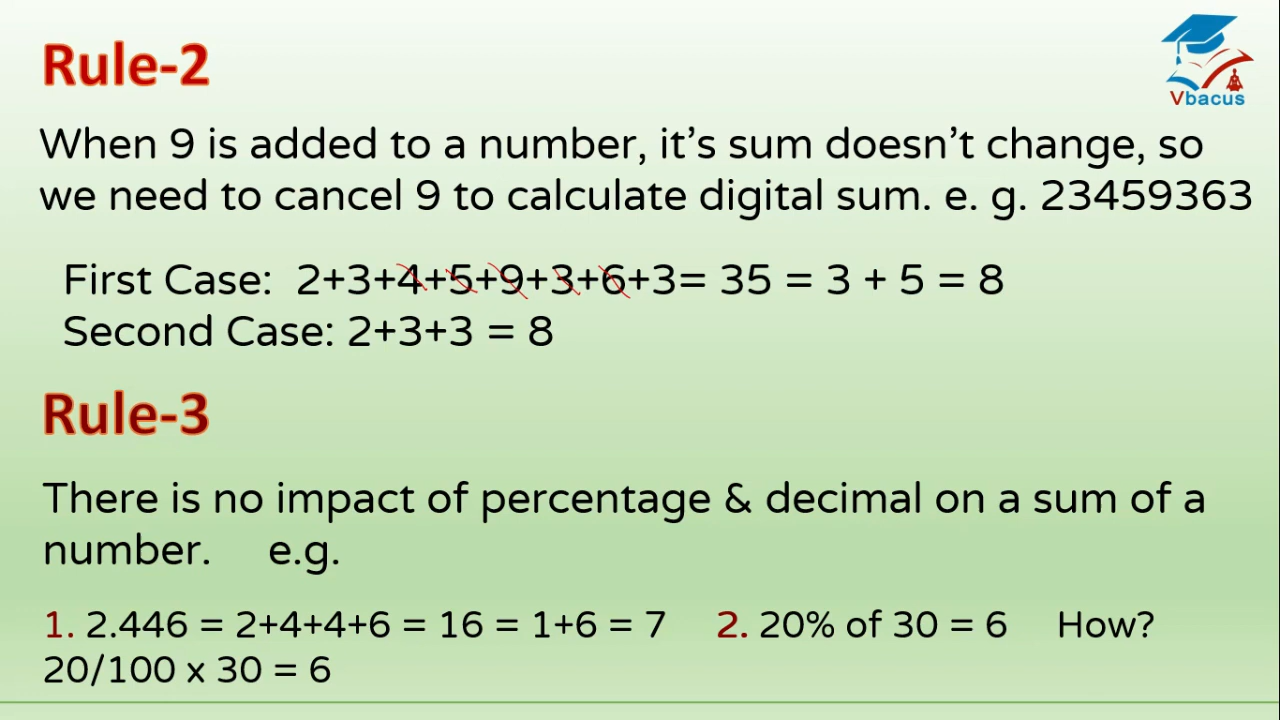 Rule-2
Vbacus
When 9 is added to a number, it's sum doesn't change, so
we need to cancel 9 to calculate digital sum. e. g. 23459363
First Case: 2+3+4+5+9+3+6+3= 35 = 3 + 5 = 8
Second Case: 2+3+3 = 8
Rule-3
There is no impact of percentage & decimal on a sum of a
number. e.g.
1. 2.446 = 2+4+4+6 = 16 = 1+6 = 7 2. 20% of 30 = 6 How?
20/100 x 30 = 6